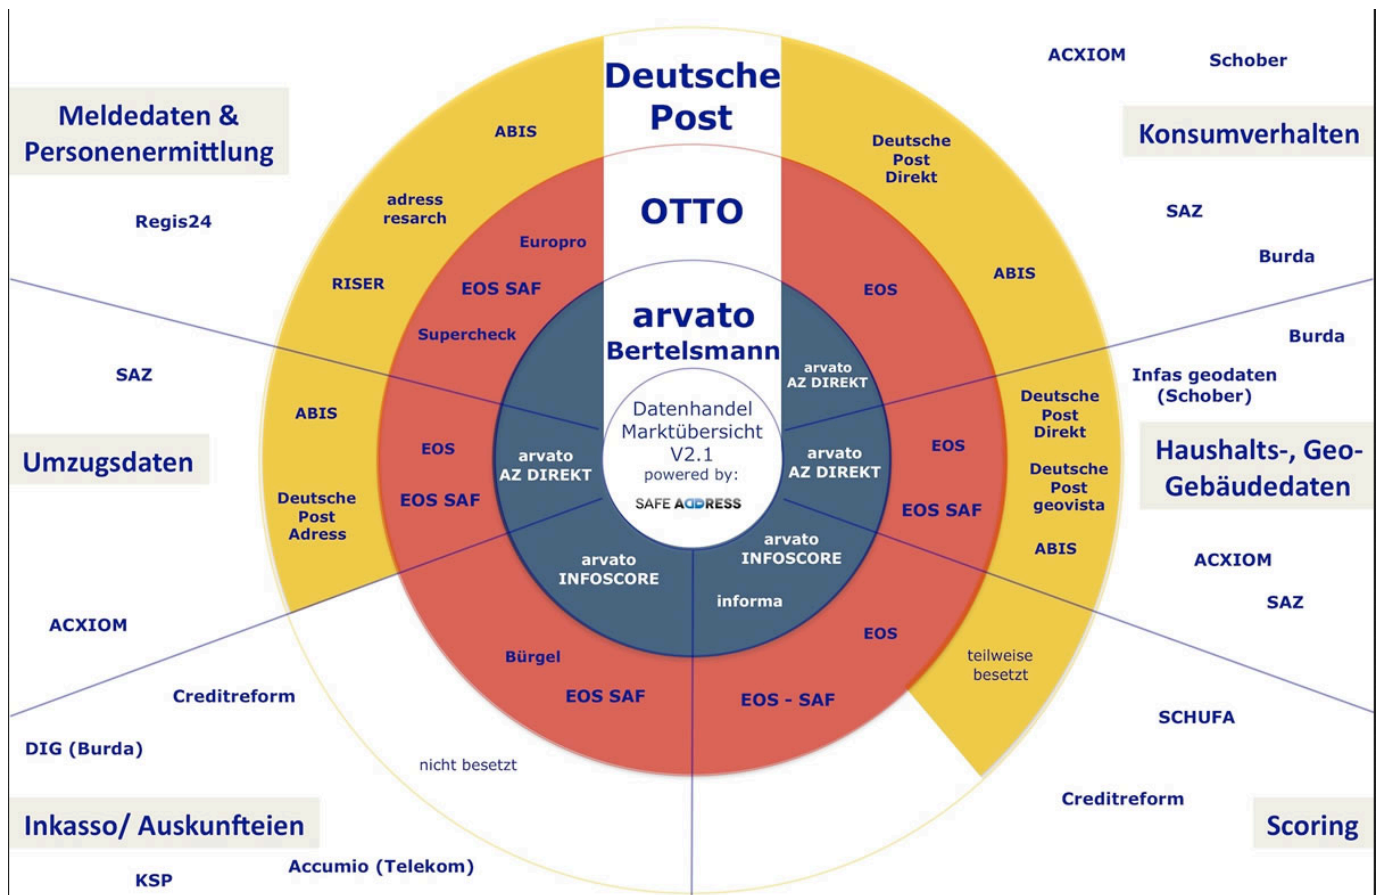 Deutsche
Post
OTTO
arvato
Bertelsmann
Datenhandel
Marktübersicht
V2.1
powered by:
SAFE ADDRESS
Meldedaten &
Personenermittlung
Regis24
ABIS
adress
resarch
RISER
Europro
EOS SAF
Supercheck
Konsumverhalten
ACXIOM
Schober
SAZ
Burda
Deutsche
Post
Direkt
ABIS
EOS
arvato
AZ DIREKT
Umzugsdaten
SAZ
ACXIOM
ABIS
Deutsche
Post
Adress
EOS
EOS SAF
arvato
AZ DIREKT
Haushalts-, Geo-
Gebäudedaten
Burda
Infas geodaten
(Schober)
ACXIOM
SAZ
Deutsche
Post
Direkt
Deutsche
Post
geovista
ABIS
EOS
EOS SAF
arvato
AZ DIREKT
Inkasso/ Auskunfteien
Creditreform
DIG (Burda)
KSP
Accumio (Telekom)
nicht besetzt
Bürgel
EOS SAF
arvato
INFOSCORE
Scoring
SCHUFA
Creditreform
teilweise
besetzt
EOS
EOS - SAF
arvato
INFOSCORE
informa